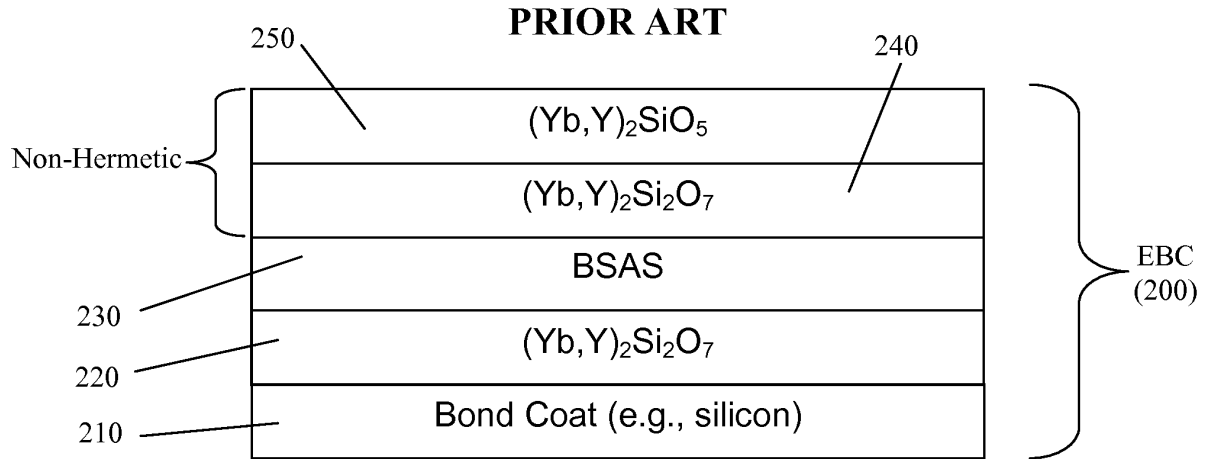 PRIOR ART
250
240
(Yb,Y)₂SiO₅
Non-Hermetic
(Yb,Y)₂Si₂O₇
BSAS
EBC
(200)
230
(Yb,Y)₂Si₂O₇
220
Bond Coat (e.g., silicon)
210